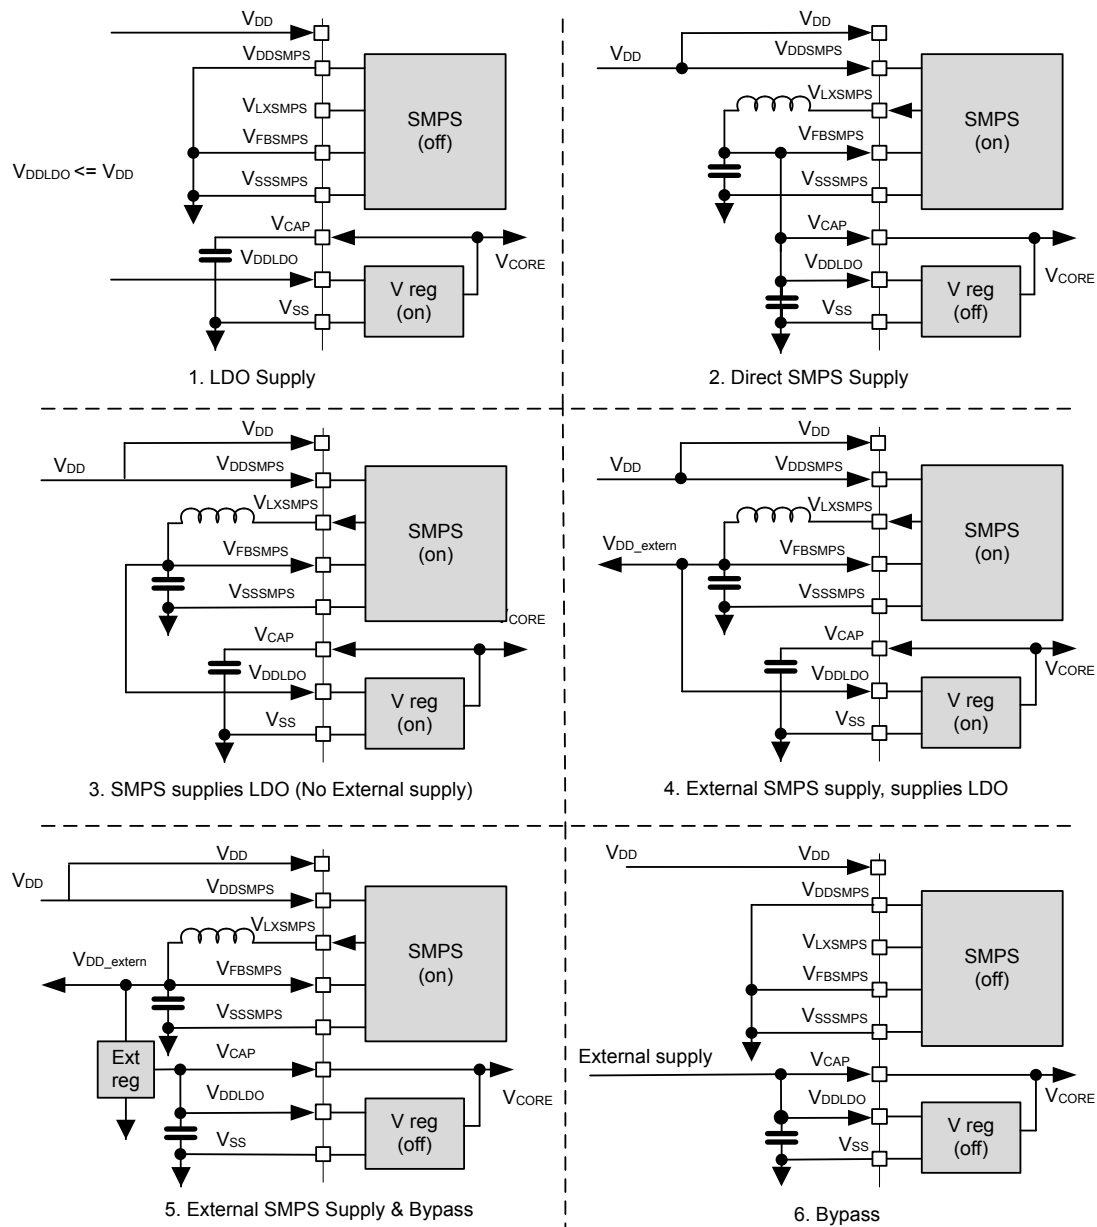 VDD
VDDSMPS
VLXSMPS
VFBSMPS
VSSSMPS
SMPS
(off)
VDDLDO <= VDD
VCAP
VDDLDO
VSS
V reg
(on)
VCORE
1. LDO Supply
VDD
VDD
VDDSMPS
VLXSMPS
VFBSMPS
VSSSMPS
SMPS
(on)
VCAP
VDDLDO
VSS
V reg
(off)
VCORE
2. Direct SMPS Supply
VDD
VDD
VDDSMPS
VLXSMPS
VFBSMPS
VSSSMPS
SMPS
(on)
VCAP
VDDLDO
VSS
V reg
(on)
VCORE
3. SMPS supplies LDO (No External supply)
VDD
VDD
VDDSMPS
VLXSMPS
VDD_extern
VFBSMPS
VSSSMPS
SMPS
(on)
VCAP
VDDLDO
VSS
V reg
(on)
VCORE
4. External SMPS supply, supplies LDO
VDD
VDD
VDDSMPS
VLXSMPS
VDD_extern
VFBSMPS
VSSSMPS
SMPS
(on)
Ext
reg
VCAP
VDDLDO
VSS
V reg
(off)
VCORE
5. External SMPS Supply & Bypass
VDD
VDD
VDDSMPS
VLXSMPS
VFBSMPS
VSSSMPS
SMPS
(off)
External supply
VCAP
VDDLDO
VSS
V reg
(off)
VCORE
6. Bypass